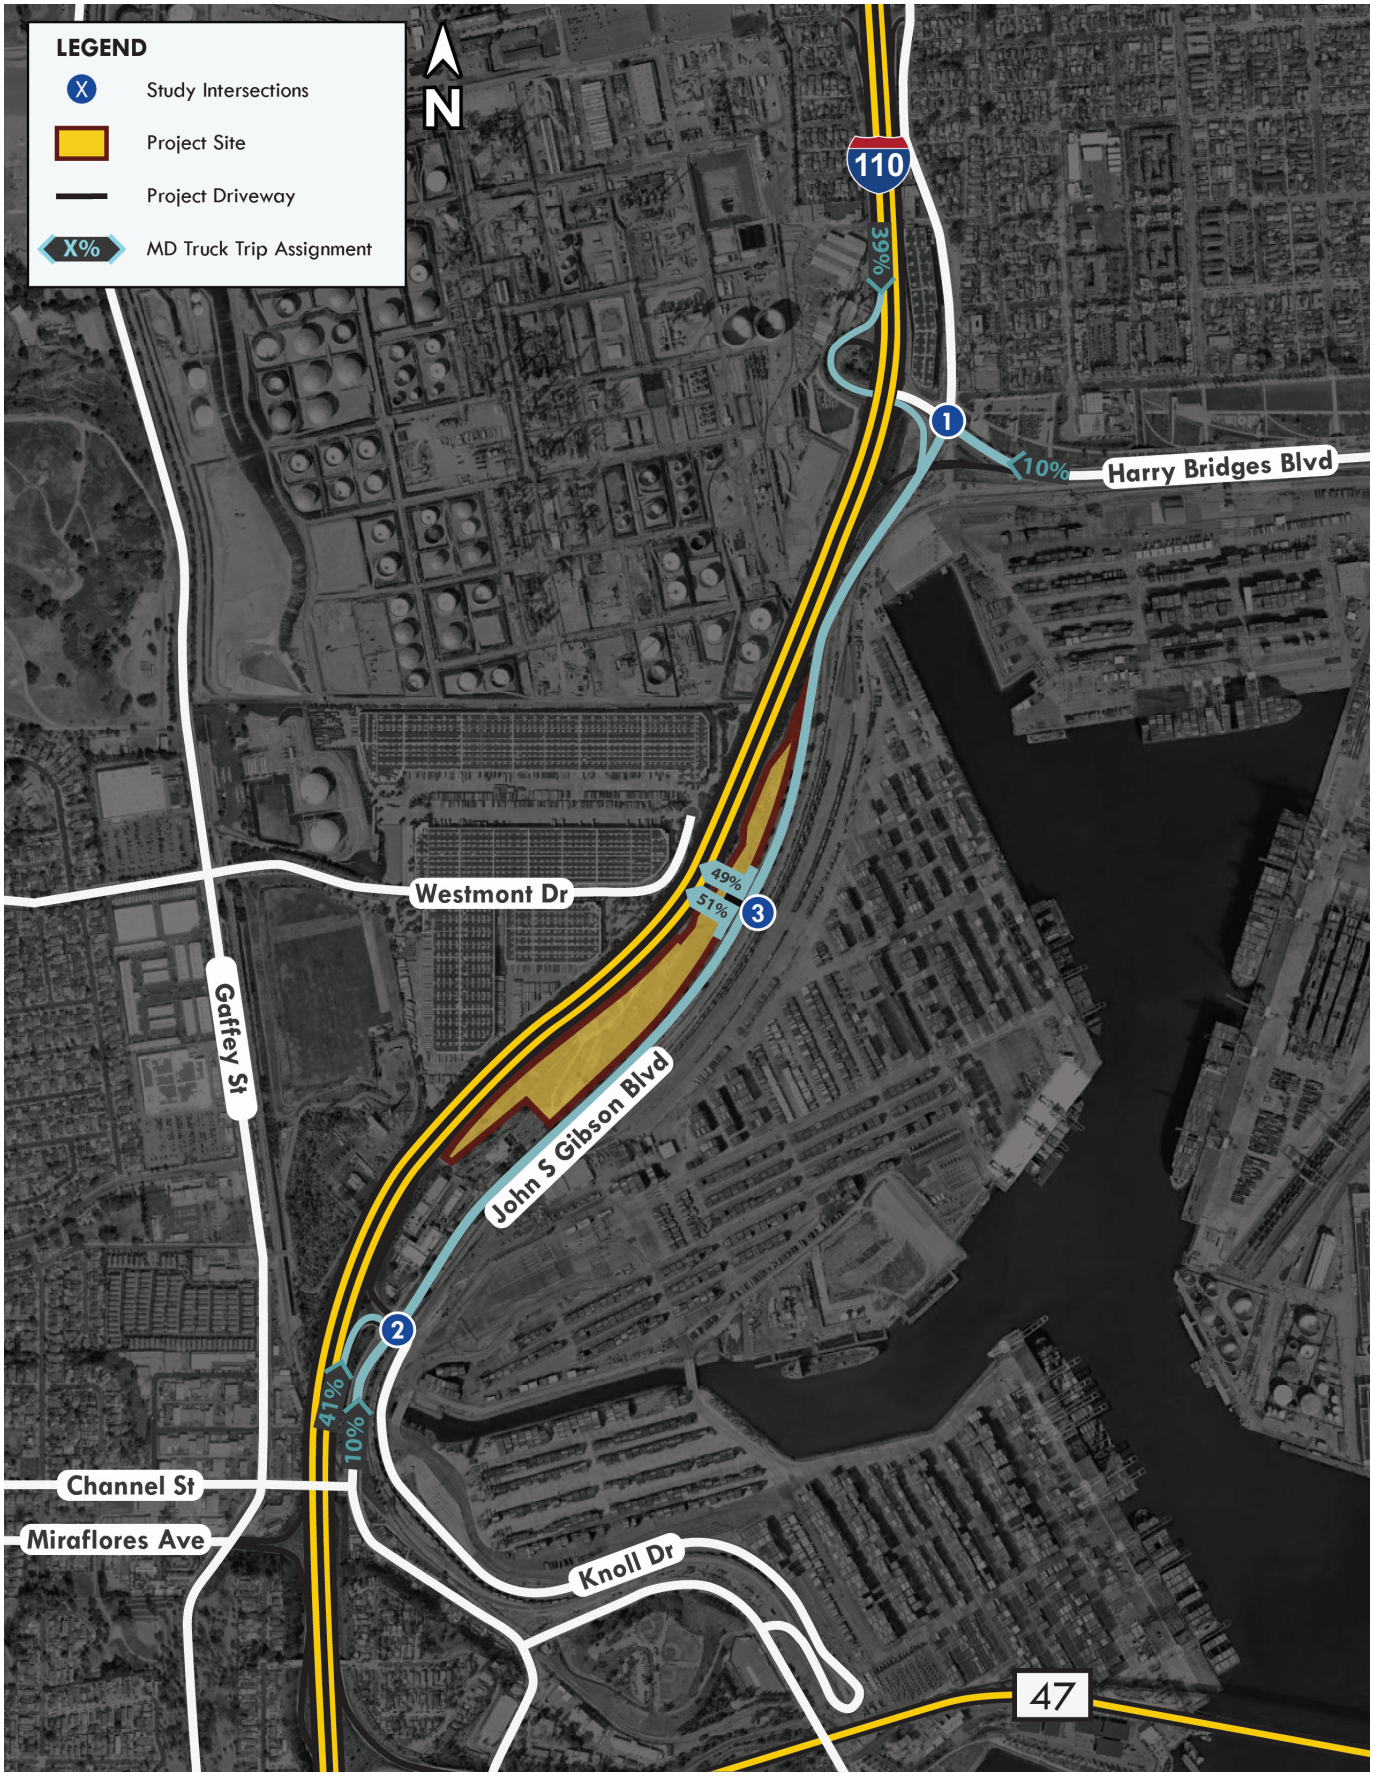 LEGEND
X Study Intersections
Project Site
Project Driveway
X% MD Truck Trip Assignment
N
110
39%
1
10%
Harry Bridges Blvd
49%
Westmont Dr
51%
3
Gaffey St
John S Gibson Blvd
2
41%
10%
Channel St
Miraflores Ave
Knoll Dr
47